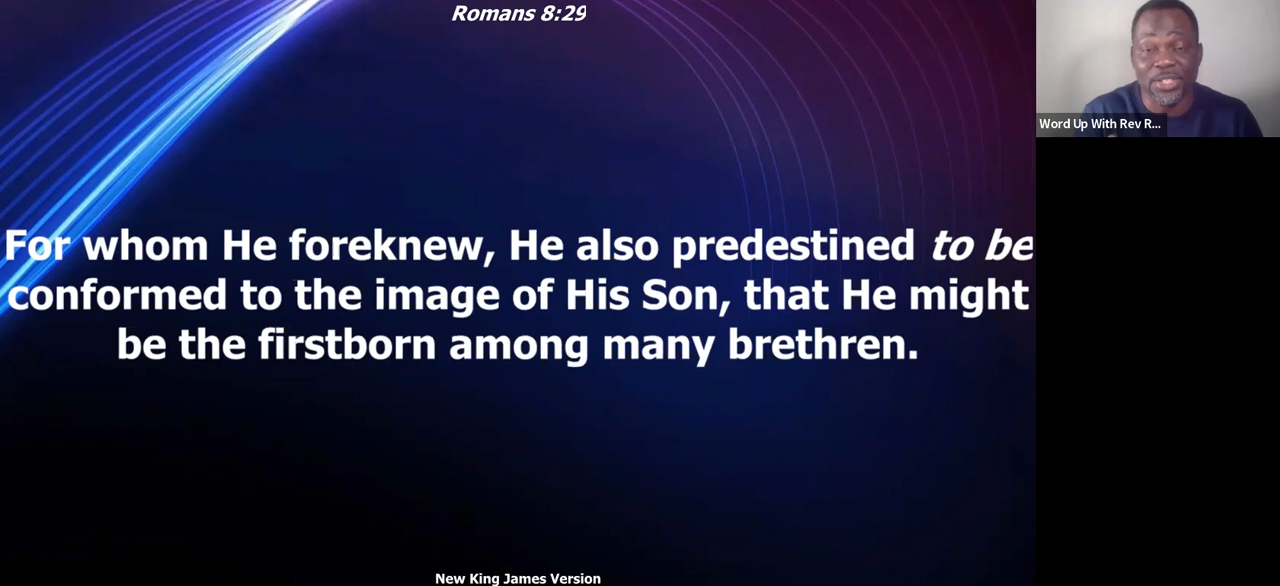 Romans 8:29
For whom He foreknew, He also predestined to be
conformed to the image of His Son, that He might
be the firstborn among many brethren.
New King James Version
Word Up With Rev R...